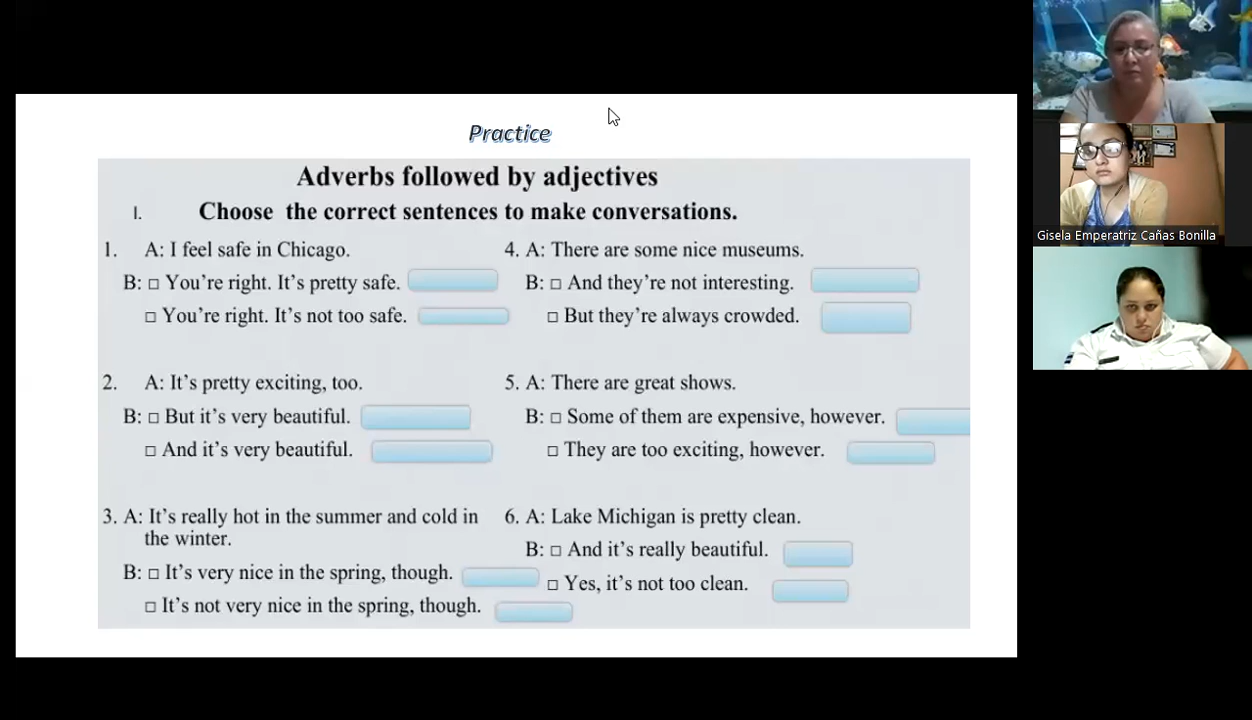 Practice
Adverbs followed by adjectives
I. Choose the correct sentences to make conversations.
1. A: I feel safe in Chicago.
B: □ You're right. It's pretty safe.
□ You're right. It's not too safe.
2. A: It's pretty exciting, too.
B: □ But it's very beautiful.
□ And it's very beautiful.
3. A: It's really hot in the summer and cold in
the winter.
B: □ It's very nice in the spring, though.
□ It's not very nice in the spring, though.
4. A: There are some nice museums.
B: □ And they're not interesting.
□ But they're always crowded.
5. A: There are great shows.
B: □ Some of them are expensive, however.
□ They are too exciting, however.
6. A: Lake Michigan is pretty clean.
B: □ And it's really beautiful.
□ Yes, it's not too clean.
Gisela Emperatriz Cañas Bonilla